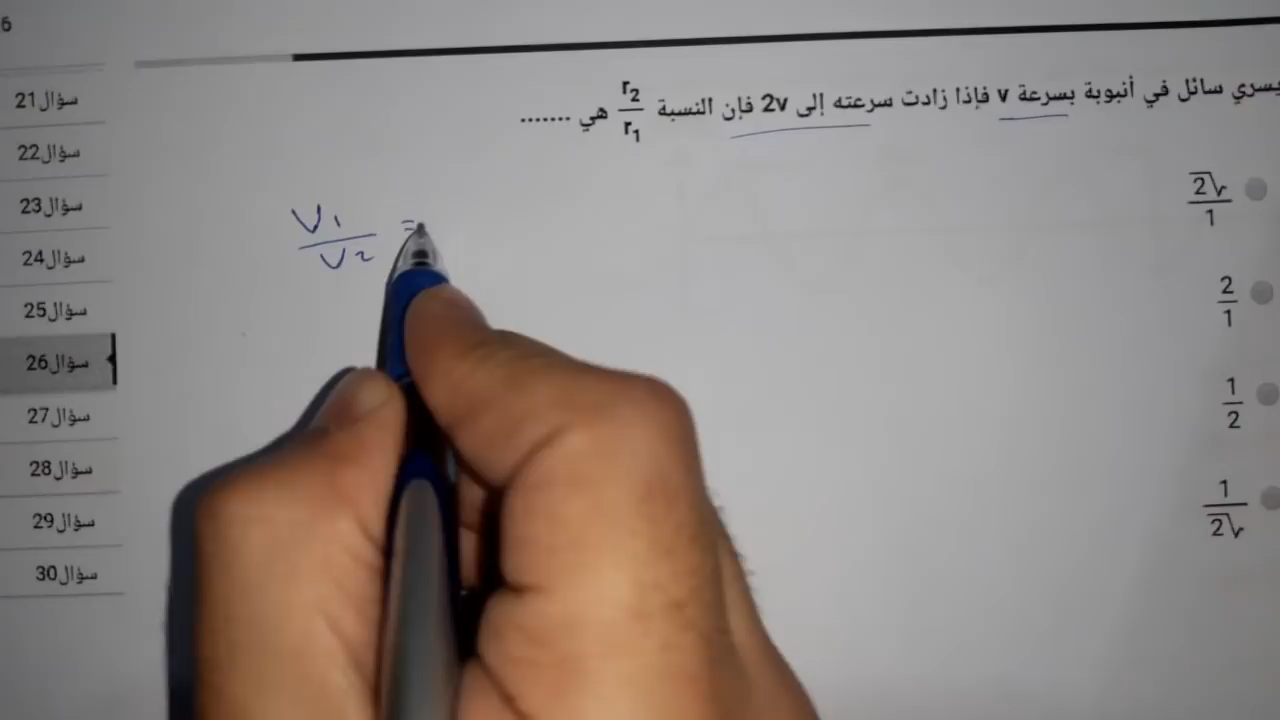 6
يسري سائل في أنبوبة بسرعة v فإذا زادت سرعته إلى 2v فإن النسبة r2/r1 هي .......
√2/1
2/1
1/2
1/√2
V1/V2 =
سؤال21
سؤال22
سؤال23
سؤال24
سؤال25
سؤال26
سؤال27
سؤال28
سؤال29
سؤال30